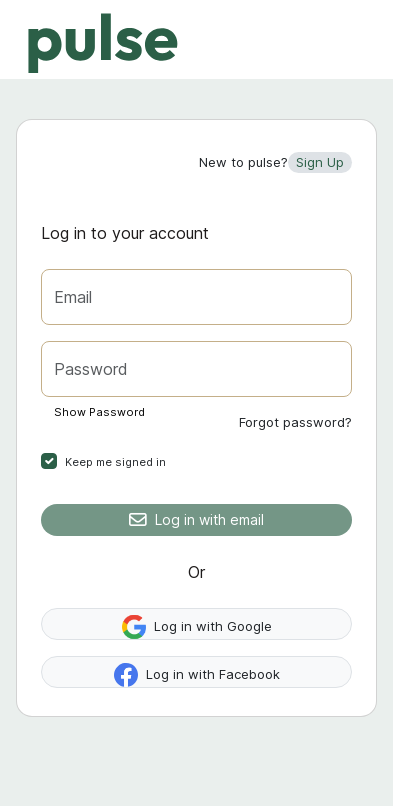 pulse
New to pulse? Sign Up
Log in to your account
Email
Password
Show Password
Forgot password?
Keep me signed in
Log in with email
Or
Log in with Google
Log in with Facebook